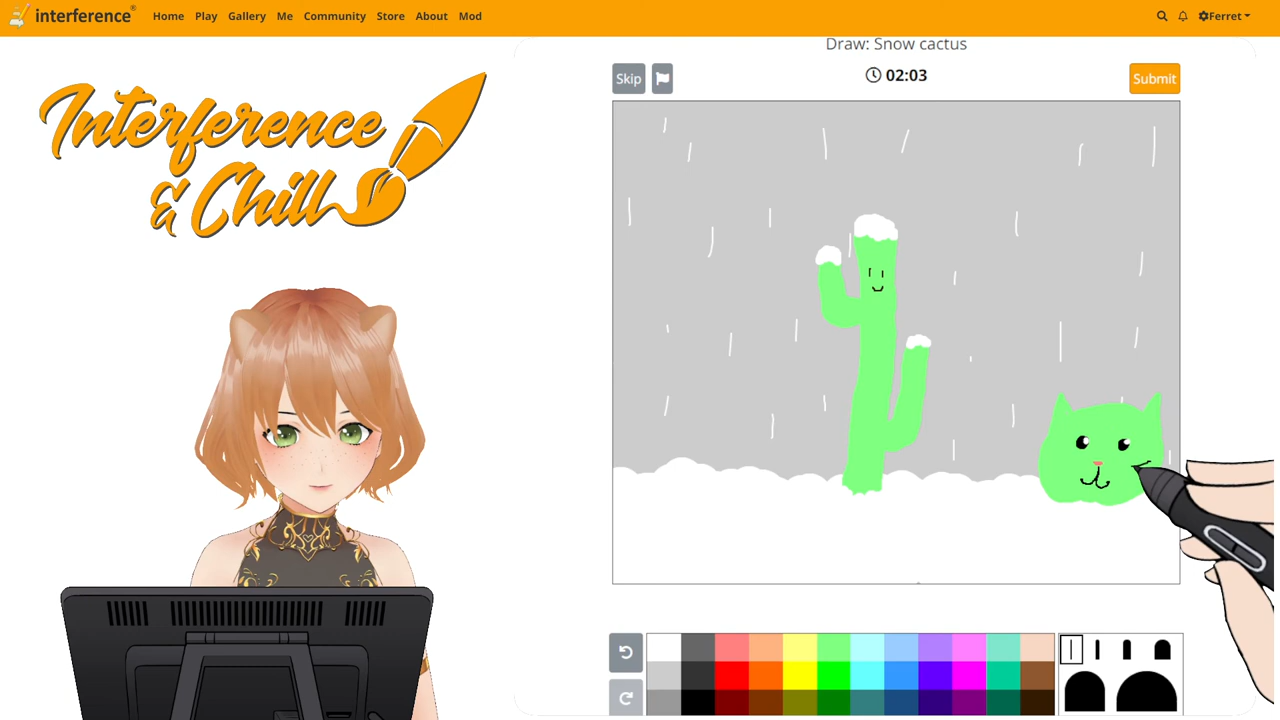 interference®
Home Play Gallery Me Community Store About Mod
Ferret
Draw: Snow cactus
Skip
02:03
Submit
Interference
& Chill